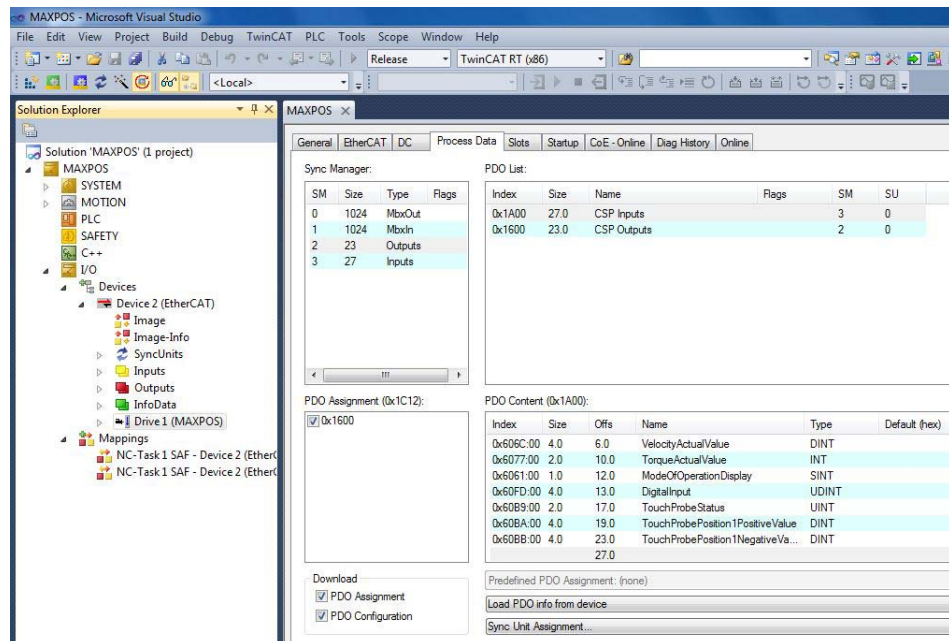 MAXPOS - Microsoft Visual Studio
File Edit View Project Build Debug TwinCAT PLC Tools Scope Window Help
Release TwinCAT RT (x86)
<Local>
Solution Explorer
MAXPOS
Solution 'MAXPOS' (1 project)
MAXPOS
SYSTEM
MOTION
PLC
SAFETY
C++
I/O
Devices
Device 2 (EtherCAT)
Image
Image-Info
SyncUnits
Inputs
Outputs
InfoData
Drive 1 (MAXPOS)
Mappings
NC-Task 1 SAF - Device 2 (Ether
NC-Task 1 SAF - Device 2 (Ether
General EtherCAT DC Process Data Slots Startup CoE - Online Diag History Online
Sync Manager:
SM Size Type Flags
0 1024 MbxOut
1 1024 MbxIn
2 23 Outputs
3 27 Inputs
PDO List:
Index Size Name Flags SM SU
0x1A00 27.0 CSP Inputs 3 0
0x1600 23.0 CSP Outputs 2 0
PDO Assignment (0x1C12):
0x1600
PDO Content (0x1A00):
Index Size Offs Name Type Default (hex)
0x606C:00 4.0 6.0 VelocityActualValue DINT
0x6077:00 2.0 10.0 TorqueActualValue INT
0x6061:00 1.0 12.0 ModeOfOperationDisplay SINT
0x60FD:00 4.0 13.0 DigitalInput UDINT
0x60B9:00 2.0 17.0 TouchProbeStatus UINT
0x60BA:00 4.0 19.0 TouchProbePosition1PositiveValue DINT
0x60BB:00 4.0 23.0 TouchProbePosition1NegativeVa... DINT
27.0
Download
PDO Assignment
PDO Configuration
Predefined PDO Assignment: (none)
Load PDO info from device
Sync Unit Assignment...